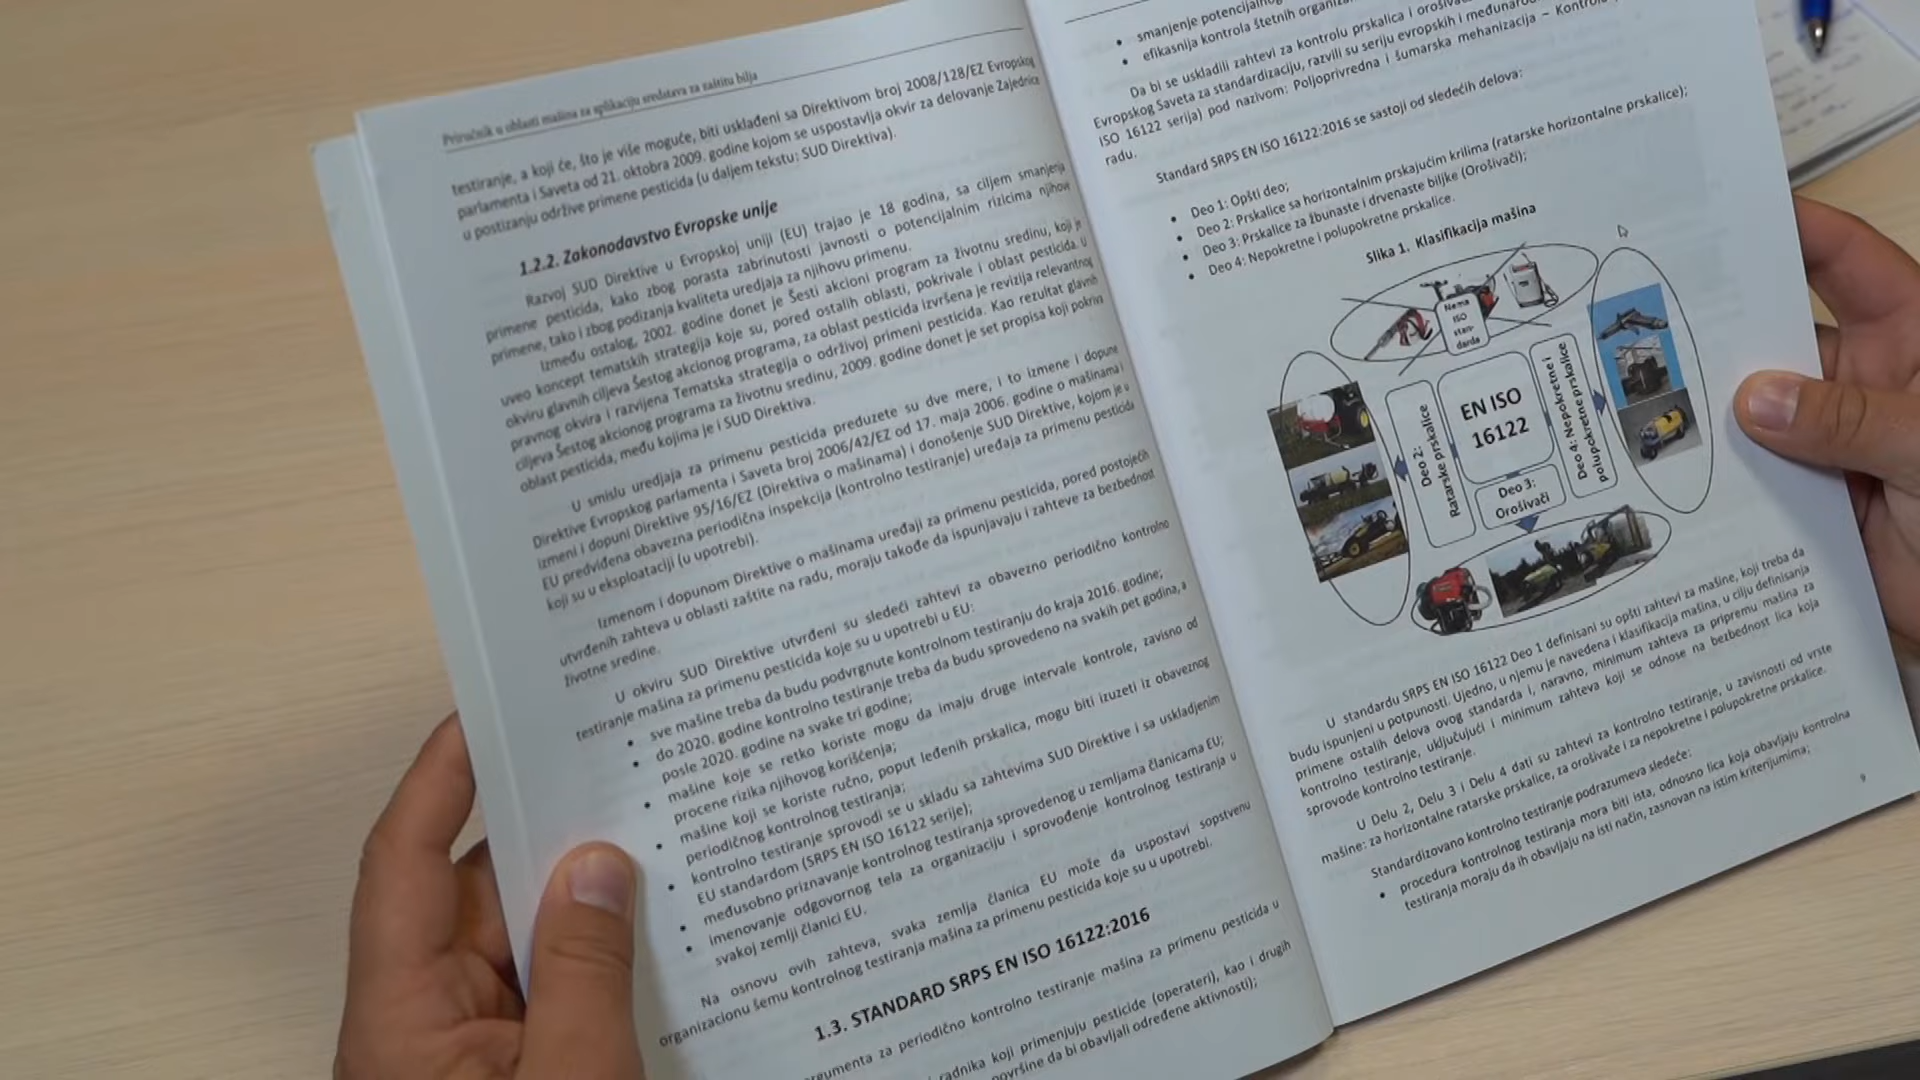 Priručnik u oblasti mašina za aplikaciju sredstava za zaštitu bilja
testiranje, a koji će, što je više moguće, biti usklađeni sa Direktivom broj 2008/128/EZ Evropskog
parlamenta i Saveta od 21. oktobra 2009. godine kojom se uspostavlja okvir za delovanje Zajednice
u postizanju održive primene pesticida (u daljem tekstu: SUD Direktiva).
1.2.2. Zakonodavstvo Evropske unije
Razvoj SUD Direktive u Evropskoj uniji (EU) trajao je 18 godina, sa ciljem smanjenja
primene pesticida, kako zbog porasta zabrinutosti javnosti o potencijalnim rizicima njihove
primene, tako i zbog podizanja kvaliteta uredjaja za njihovu primenu.
Između ostalog, 2002. godine donet je Šesti akcioni program za životnu sredinu, koji je
uveo koncept tematskih strategija koje su, pored ostalih oblasti, pokrivale i oblast pesticida. U
okviru glavnih ciljeva Šestog akcionog programa, za oblast pesticida izvršena je revizija relevantnog
pravnog okvira i razvijena Tematska strategija o održivoj primeni pesticida. Kao rezultat glavnih
ciljeva Šestog akcionog programa za životnu sredinu, 2009. godine donet je set propisa koji pokriva
oblast pesticida, među kojima je i SUD Direktiva.
U smislu uredjaja za primenu pesticida preduzete su dve mere, i to izmene i dopune
Direktive Evropskog parlamenta i Saveta broj 2006/42/EZ od 17. maja 2006. godine o mašinama i
izmeni i dopuni Direktive 95/16/EZ (Direktiva o mašinama) i donošenje SUD Direktive, kojom je u
EU predviđena obavezna periodična inspekcija (kontrolno testiranje) uređaja za primenu pesticida
koji su u eksploataciji (u upotrebi).
Izmenom i dopunom Direktive o mašinama uređaji za primenu pesticida, pored postojećih
utvrđenih zahteva u oblasti zaštite na radu, moraju takođe da ispunjavaju i zahteve za bezbednost
životne sredine.
U okviru SUD Direktive utvrđeni su sledeći zahtevi za obavezno periodično kontrolno
testiranje mašina za primenu pesticida koje su u upotrebi u EU:
• sve mašine treba da budu podvrgnute kontrolnom testiranju do kraja 2016. godine;
• do 2020. godine kontrolno testiranje treba da budu sprovedeno na svakih pet godina, a
posle 2020. godine na svake tri godine;
• mašine koje se retko koriste mogu da imaju druge intervale kontrole, zavisno od
procene rizika njihovog korišćenja;
• mašine koji se koriste ručno, poput leđenih prskalica, mogu biti izuzeti iz obaveznog
periodičnog kontrolnog testiranja;
• kontrolno testiranje sprovodi se u skladu sa zahtevima SUD Direktive i sa uskladjenim
EU standardom (SRPS EN ISO 16122 serije);
• međusobno priznavanje kontrolnog testiranja sprovedenog u zemljama članicama EU;
• imenovanje odgovornog tela za organizaciju i sprovođenje kontrolnog testiranja u
svakoj zemlji članici EU.
Na osnovu ovih zahteva, svaka zemlja članica EU može da uspostavi sopstvenu
organizacionu šemu kontrolnog testiranja mašina za primenu pesticida koje su u upotrebi.
1.3. STANDARD SRPS EN ISO 16122:2016
periodično kontrolno testiranje mašina za primenu pesticida u
radnika koji primenjuju pesticide (operateri), kao i drugih
da bi obavljali određene aktivnosti);
• smanjenje
• efikasnija kontrola štetnih
Da bi se uskladili zahtevi za kontrolu prskalica i
Evropskog Saveta za standardizaciju, razvili su seriju evropskih i
ISO 16122 serija) pod nazivom: Poljoprivredna i šumarska mehanizacija –
radu.
Standard SRPS EN ISO 16122:2016 se sastoji od sledećih delova:
• Deo 1: Opšti deo;
• Deo 2: Prskalice sa horizontalnim prskajućim krilima (ratarske horizontalne prskalice);
• Deo 3: Prskalice za žbunaste i drvenaste biljke (Orošivači);
• Deo 4: Nepokretne i polupokretne prskalice.
Slika 1. Klasifikacija mašina
Nema
ISO
stan-
darda
EN ISO
16122
Deo 2:
Ratarske prskalice
Deo 3:
Orošivači
Deo 4: Nepokretne i
polupokretne prskalice
U standardu SRPS EN ISO 16122 Deo 1 definisani su opšti zahtevi za mašine, koji treba da
budu ispunjeni u potpunosti. Ujedno, u njemu je navedena i klasifikacija mašina, u cilju definisanja
primene ostalih delova ovog standarda i, naravno, minimum zahteva za pripremu mašina za
kontrolno testiranje, uključujući i minimum zahteva koji se odnose na bezbednost lica koja
sprovode kontrolno testiranje.
U Delu 2, Delu 3 i Delu 4 dati su zahtevi za kontrolno testiranje, u zavisnosti od vrste
mašine: za horizontalne ratarske prskalice, za orošivače i za nepokretne i polupokretne prskalice.
Standardizovano kontrolno testiranje podrazumeva sledeće:
• procedura kontrolnog testiranja mora biti ista, odnosno lica koja obavljaju kontrolna
testiranja moraju da ih obavljaju na isti način, zasnovan na istim kriterijumima;
9